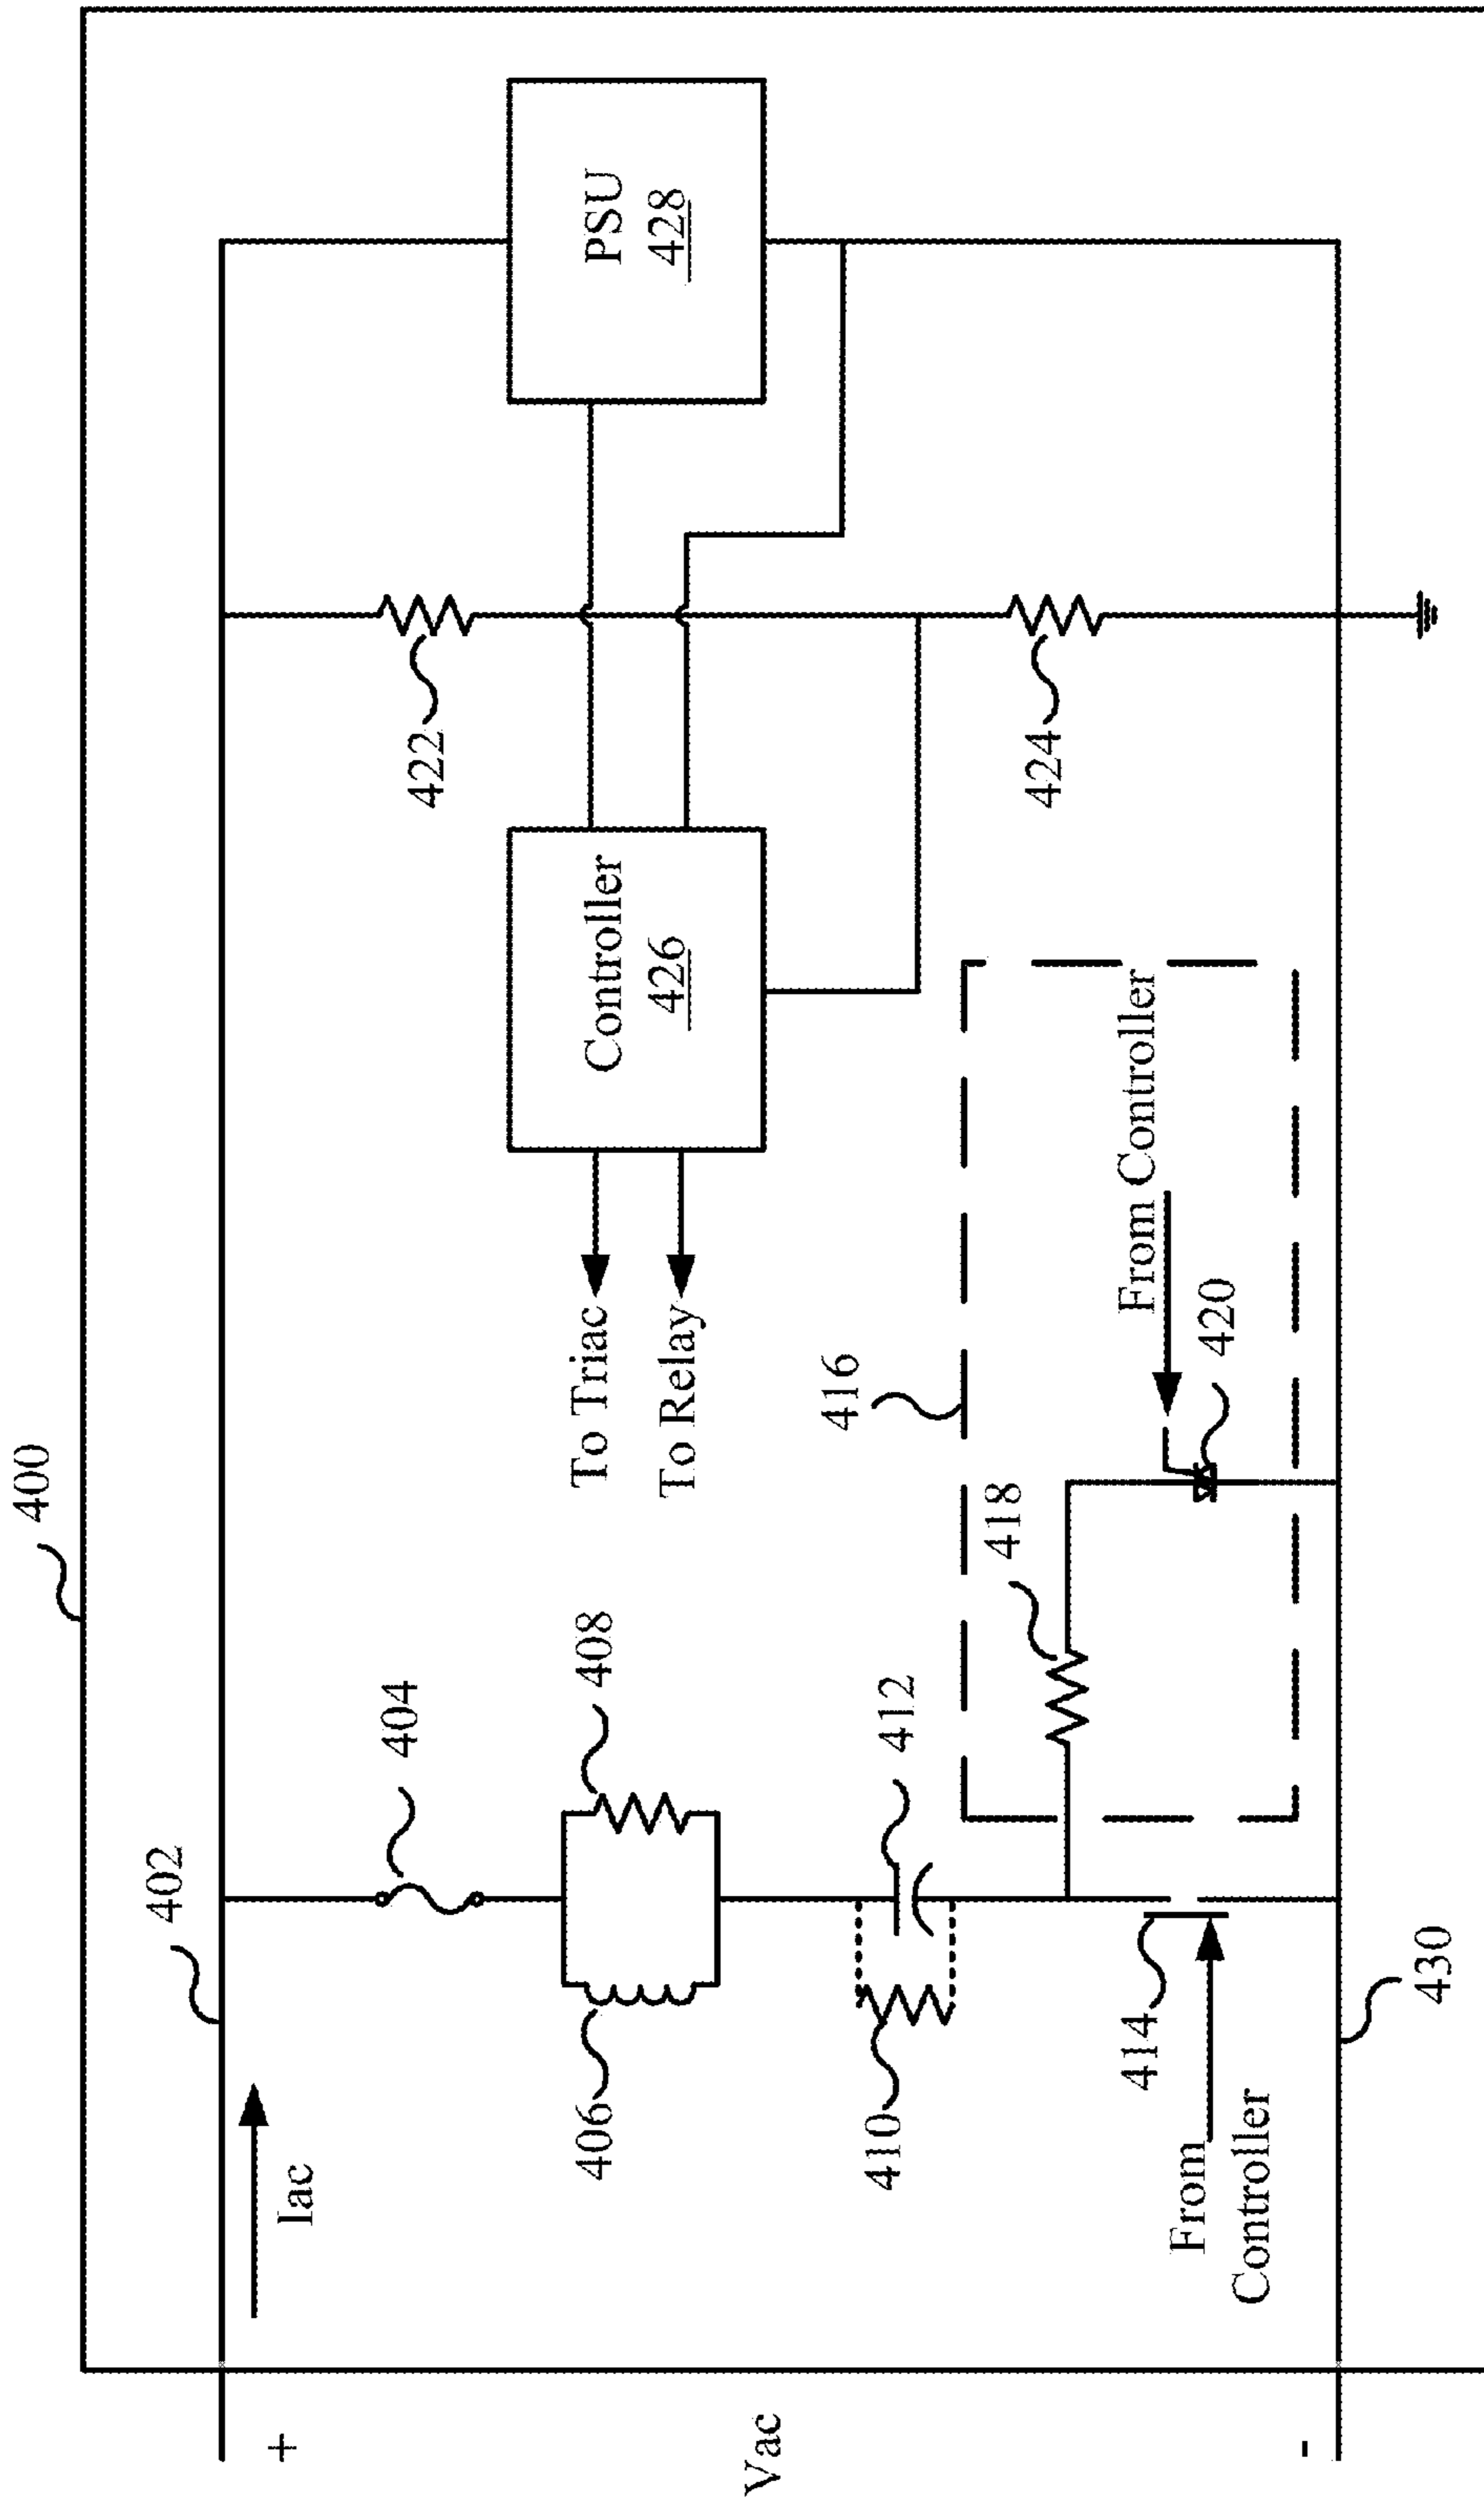 400
402
Iac
+
Vac
-
404
406
408
410
412
414
From
Controller
416
418
From Controller
420
To Triac
To Relay
Controller
426
422
424
PSU
428
430